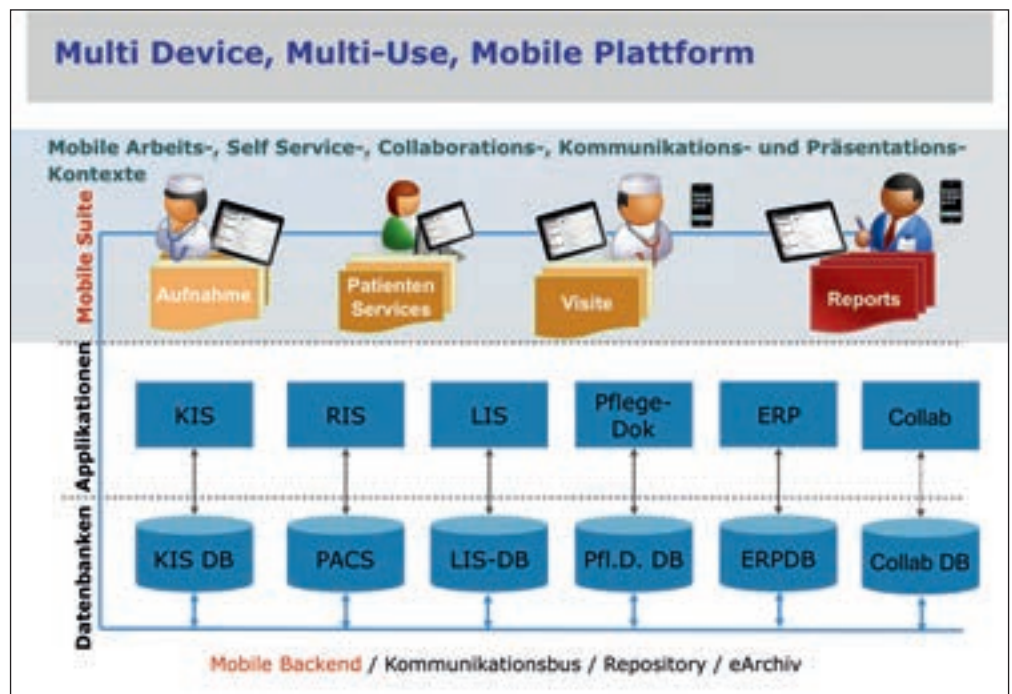 Multi Device, Multi-Use, Mobile Plattform
Mobile Arbeits-, Self Service-, Collaborations-, Kommunikations- und Präsentations-
Kontexte
Mobile Suite
Aufnahme
Patienten
Services
Visite
Reports
Applikationen
KIS
RIS
LIS
Pflege-
Dok
ERP
Collab
Datenbanken
KIS DB
PACS
LIS-DB
Pfl.D. DB
ERPDB
Collab DB
Mobile Backend / Kommunikationsbus / Repository / eArchiv